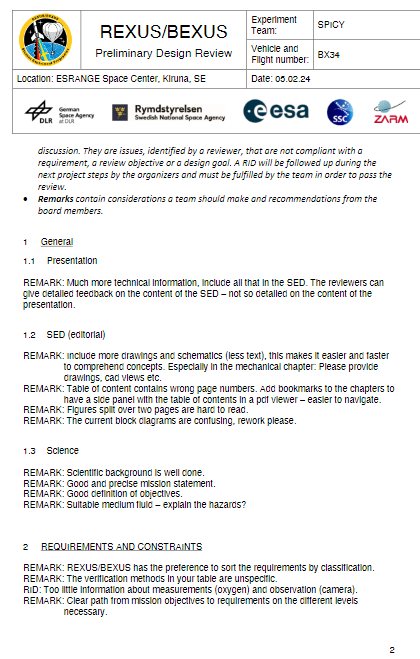 REXUS/BEXUS
Preliminary Design Review
Experiment Team:
SPICY
Vehicle and Flight number:
BX34
Location: ESRANGE Space Center, Kiruna, SE
Date: 05.02.24
DLR
German Space Agency at DLR
Rymdstyrelsen
Swedish National Space Agency
esa
SSC
ZARM
discussion. They are issues, identified by a reviewer, that are not compliant with a
requirement, a review objective or a design goal. A RID will be followed up during the
next project steps by the organizers and must be fulfilled by the team in order to pass the
review.
• Remarks contain considerations a team should make and recommendations from the
board members.
1 General
1.1 Presentation
REMARK: Much more technical information, include all that in the SED. The reviewers can
give detailed feedback on the content of the SED – not so detailed on the content of the
presentation.
1.2 SED (editorial)
REMARK: Include more drawings and schematics (less text), this makes it easier and faster
to comprehend concepts. Especially in the mechanical chapter: Please provide
drawings, cad views etc.
REMARK: Table of content contains wrong page numbers. Add bookmarks to the chapters to
have a side panel with the table of contents in a pdf viewer – easier to navigate.
REMARK: Figures split over two pages are hard to read.
REMARK: The current block diagrams are confusing, rework please.
1.3 Science
REMARK: Scientific background is well done.
REMARK: Good and precise mission statement.
REMARK: Good definition of objectives.
REMARK: Suitable medium fluid – explain the hazards?
2 REQUIREMENTS AND CONSTRAINTS
REMARK: REXUS/BEXUS has the preference to sort the requirements by classification.
REMARK: The verification methods in your table are unspecific.
RID: Too little information about measurements (oxygen) and observation (camera).
REMARK: Clear path from mission objectives to requirements on the different levels
necessary.
2